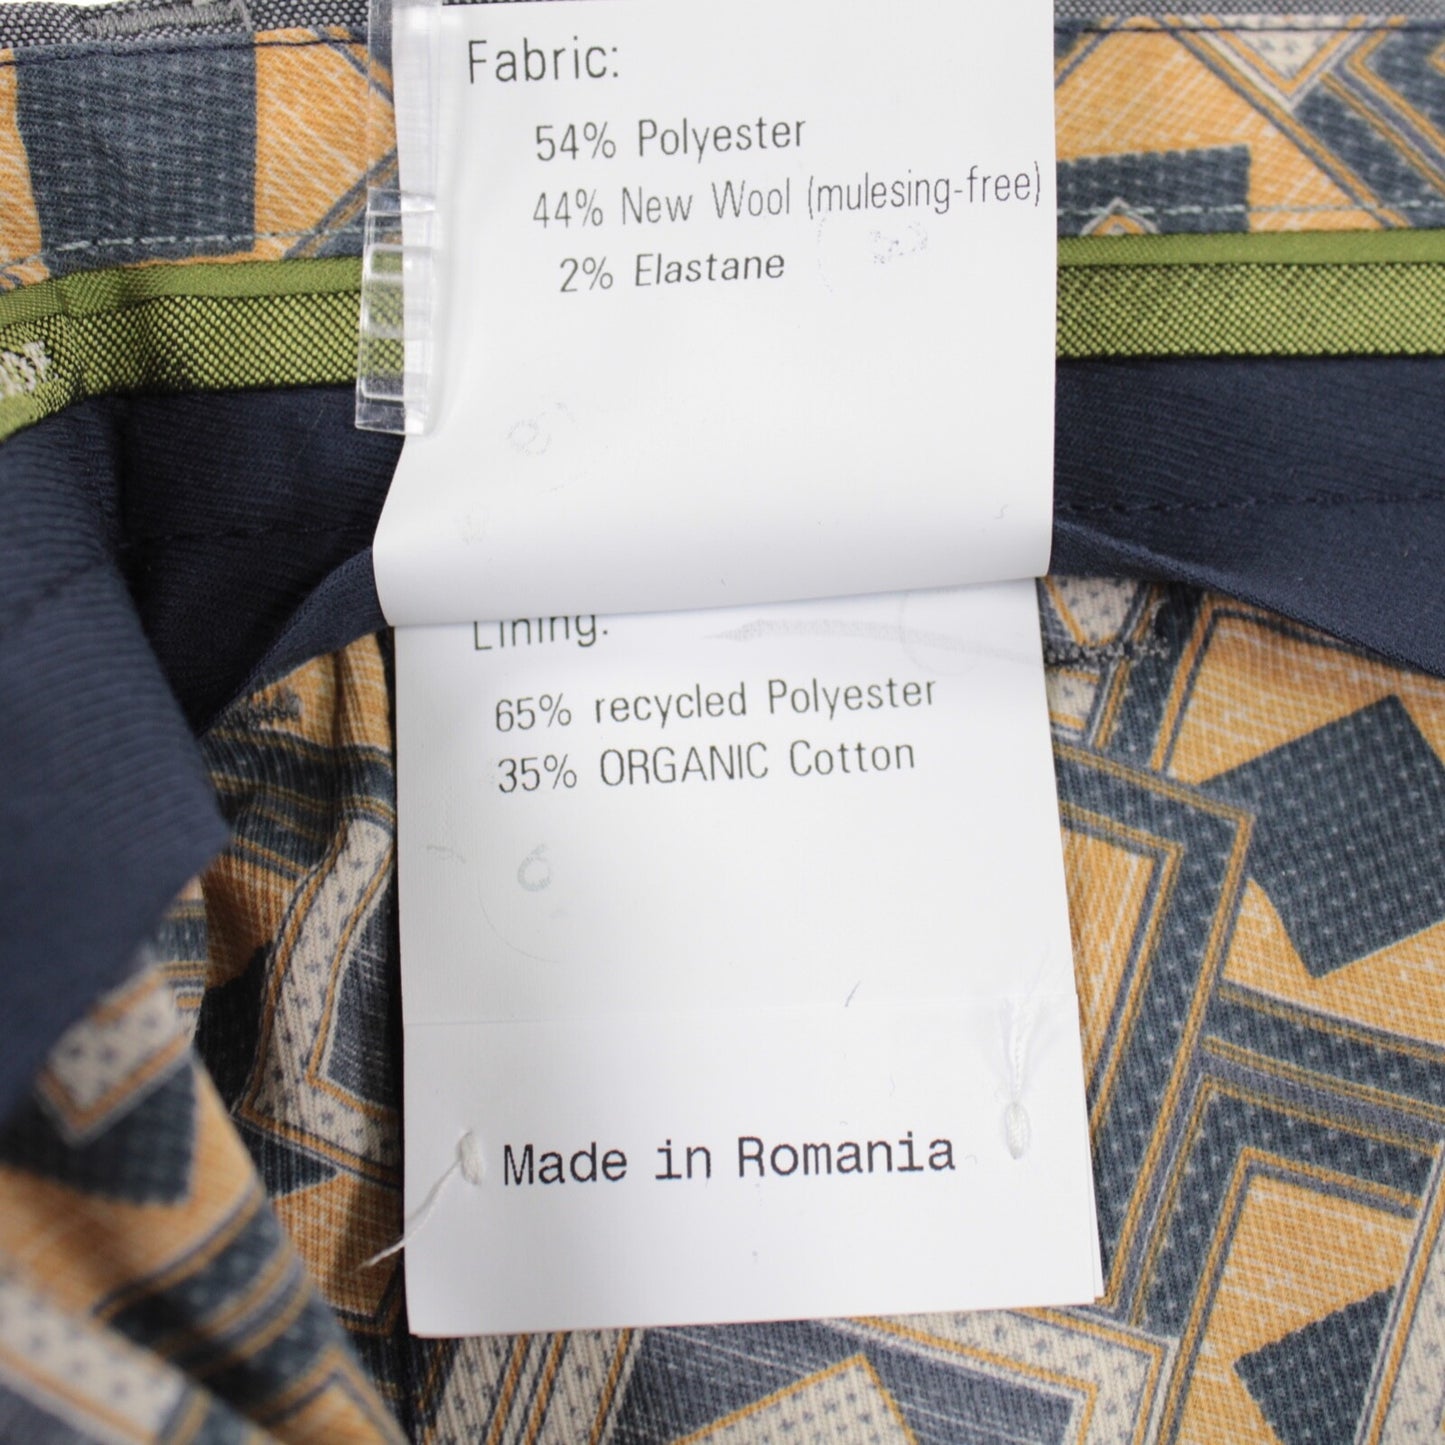 Fabric:
54% Polyester
44% New Wool (mulesing-free)
2% Elastane
Lining:
65% recycled Polyester
35% ORGANIC Cotton
Made in Romania